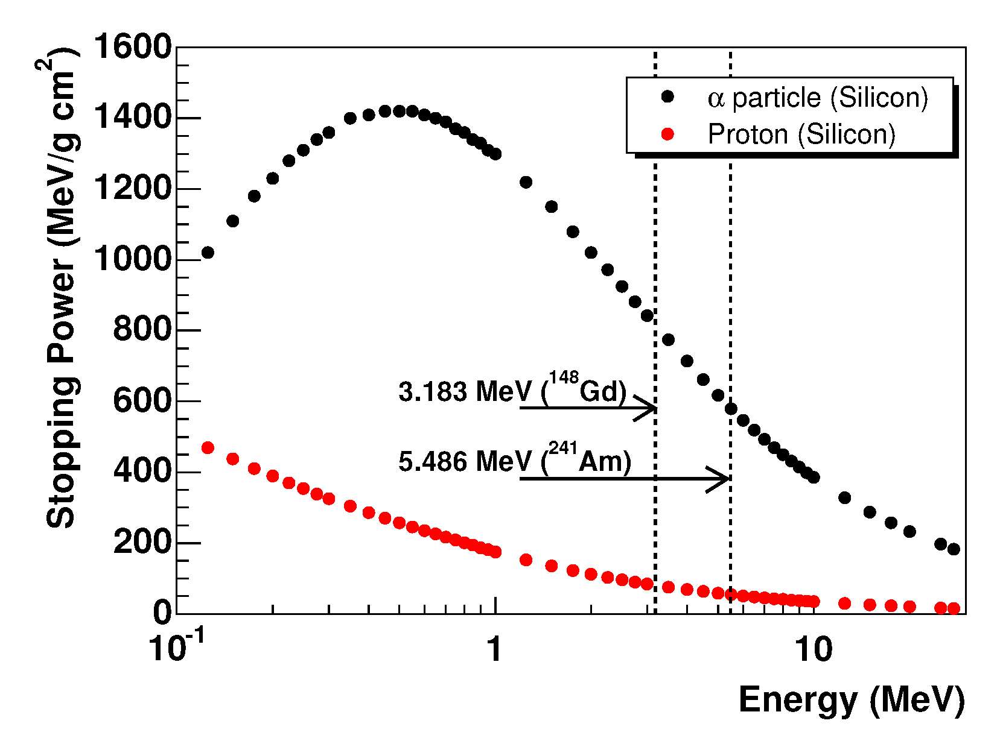 Stopping Power (MeV/g cm²)
1600
1400
1200
1000
800
600
400
200
0
α particle (Silicon)
Proton (Silicon)
3.183 MeV (¹⁴⁸Gd)
5.486 MeV (²⁴¹Am)
10⁻¹
1
10
Energy (MeV)